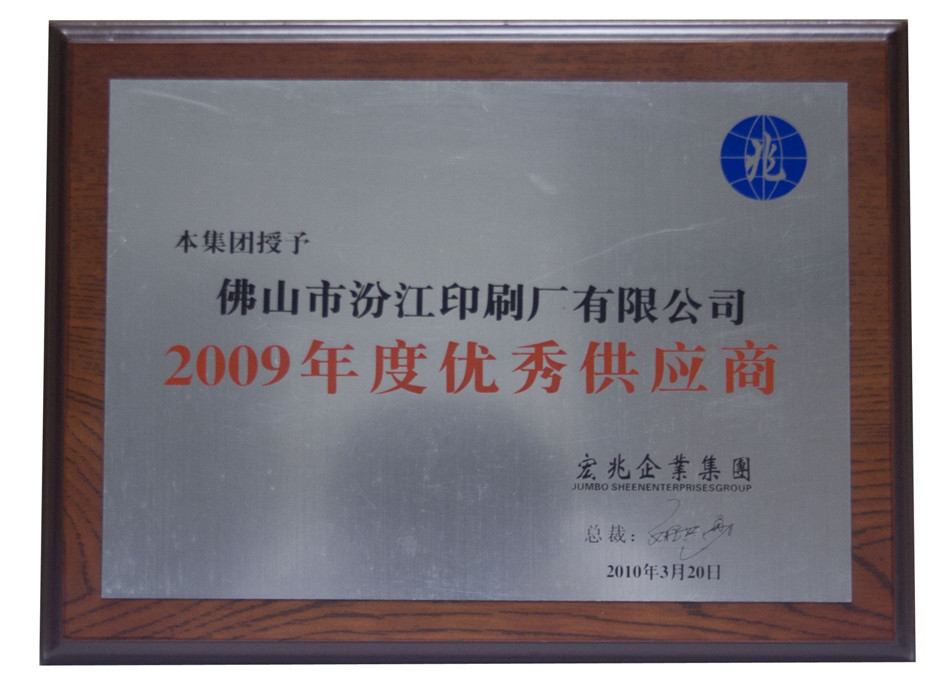 兆
本集团授予
佛山市汾江印刷厂有限公司
2009年度优秀供应商
宏兆企業集團
JUMBO SHEENENTERPRISESGROUP
总裁：
2010年3月20日